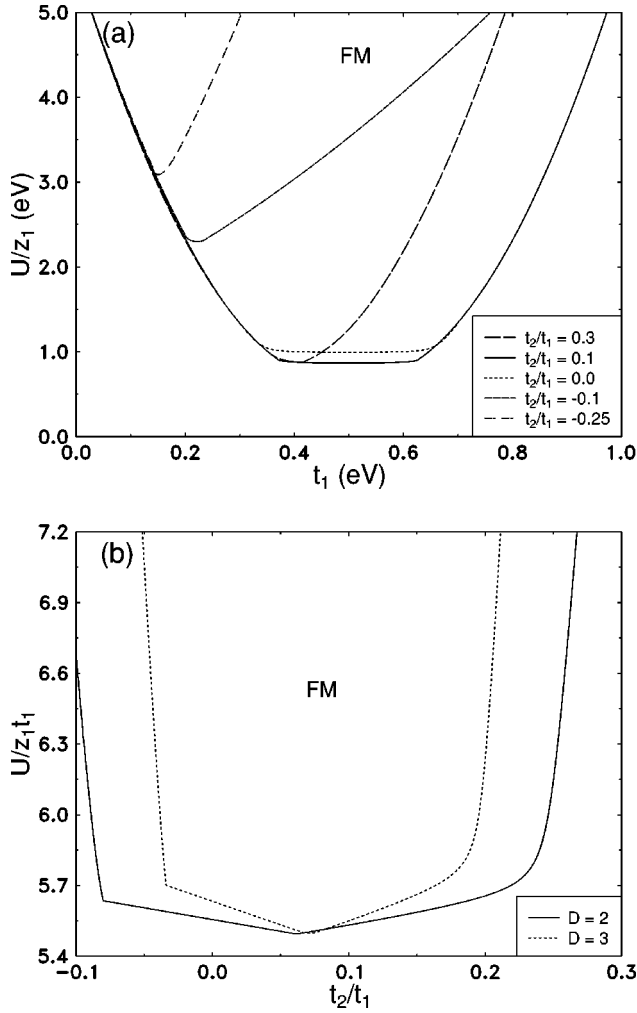 (a)
FM
5.0
4.0
3.0
2.0
1.0
0.0
U/z₁ (eV)
t₂/t₁ = 0.3
t₂/t₁ = 0.1
t₂/t₁ = 0.0
t₂/t₁ = -0.1
t₂/t₁ = -0.25
0.0 0.2 0.4 0.6 0.8 1.0
t₁ (eV)
(b)
FM
7.2
6.9
6.6
6.3
6.0
5.7
5.4
U/z₁t₁
D = 2
D = 3
−0.1 0.0 0.1 0.2 0.3
t₂/t₁